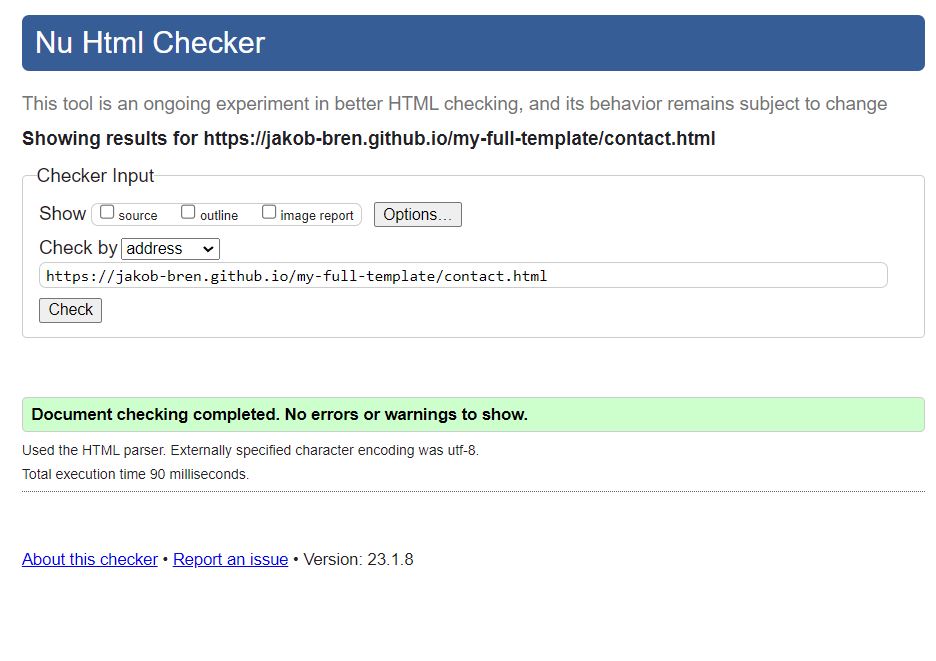 Nu Html Checker
This tool is an ongoing experiment in better HTML checking, and its behavior remains subject to change
Showing results for https://jakob-bren.github.io/my-full-template/contact.html
Checker Input
Show source outline image report Options…
Check by address
https://jakob-bren.github.io/my-full-template/contact.html
Check
Document checking completed. No errors or warnings to show.
Used the HTML parser. Externally specified character encoding was utf-8.
Total execution time 90 milliseconds.
About this checker • Report an issue • Version: 23.1.8